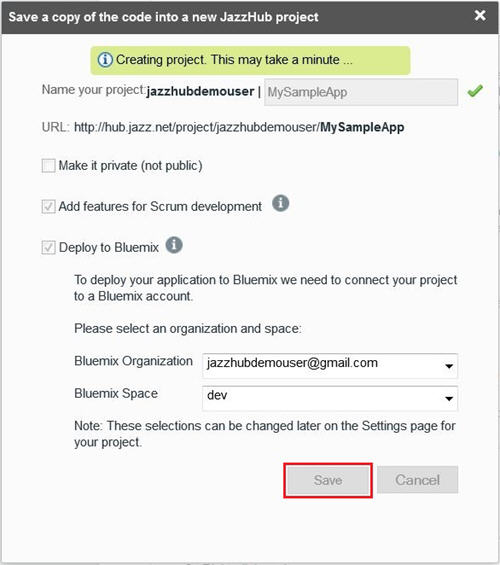 Save a copy of the code into a new JazzHub project
Creating project. This may take a minute ...
Name your project:jazzhubdemouser | MySampleApp
URL: http://hub.jazz.net/project/jazzhubdemouser/MySampleApp
Make it private (not public)
Add features for Scrum development
Deploy to Bluemix
To deploy your application to Bluemix we need to connect your project
to a Bluemix account.
Please select an organization and space:
Bluemix Organization jazzhubdemouser@gmail.com
Bluemix Space dev
Note: These selections can be changed later on the Settings page for
your project.
Save Cancel